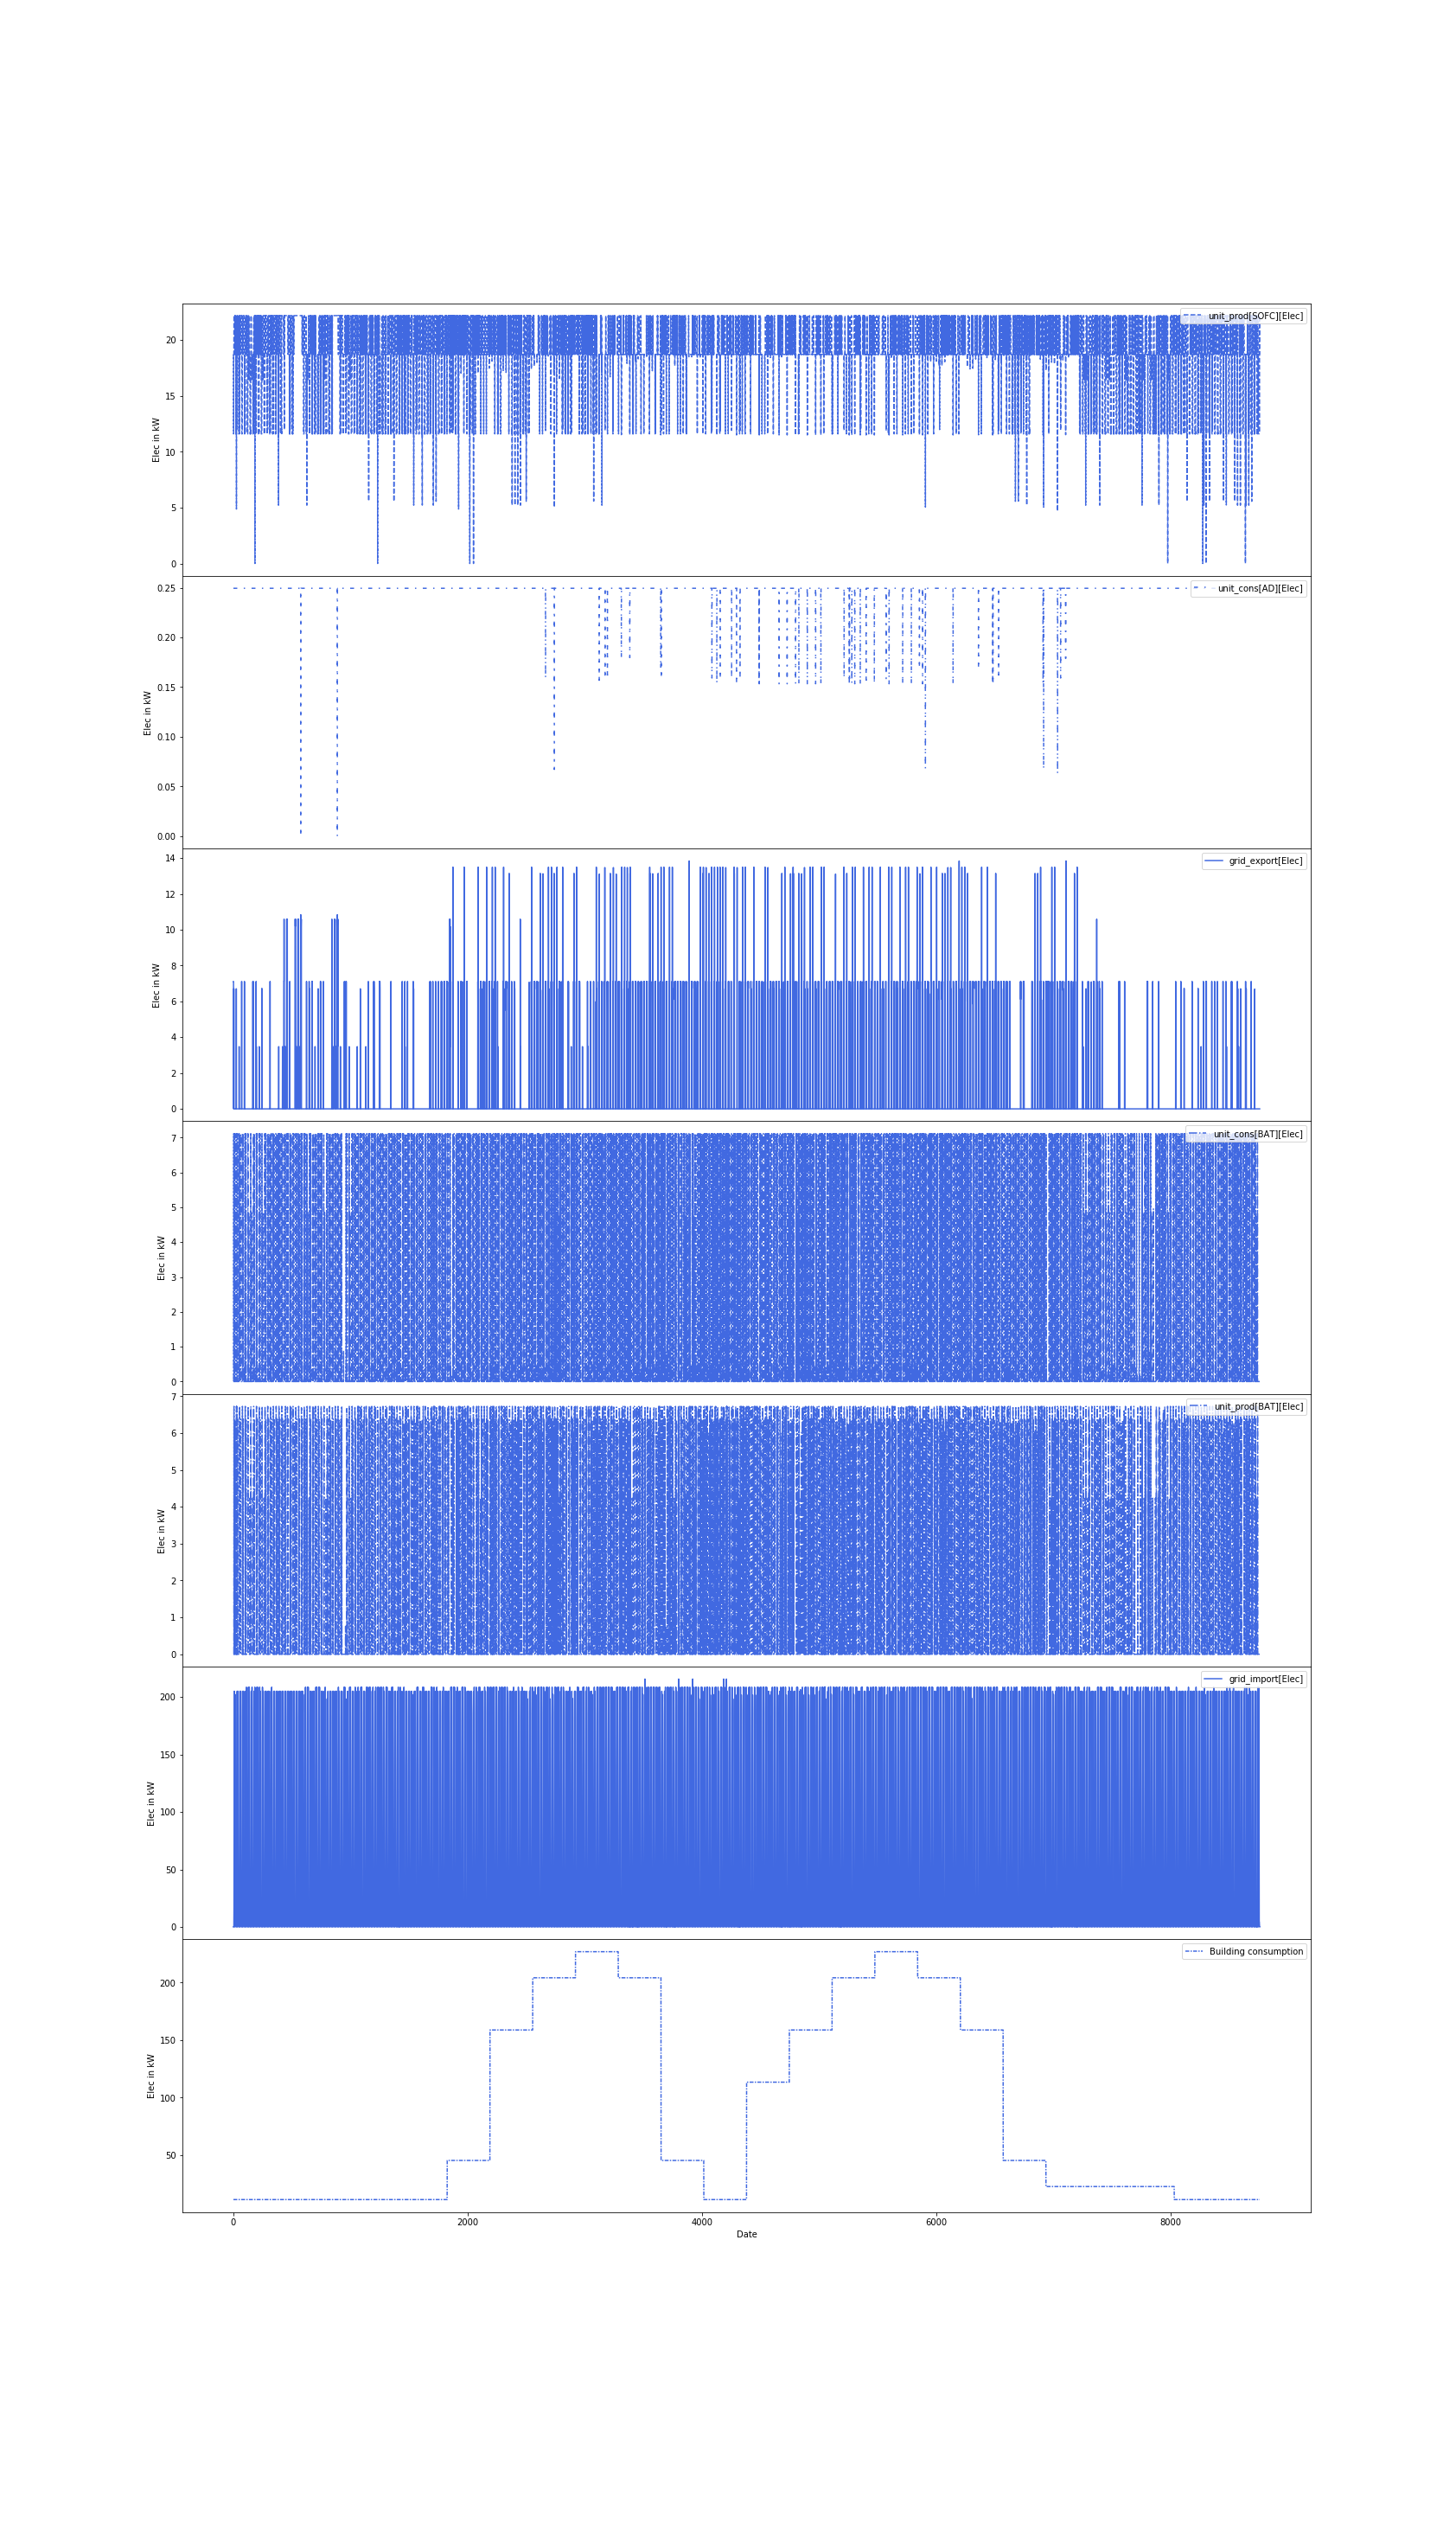 unit_prod[SOFC][Elec]
20
15
10
5
0
Elec in kW
unit_cons[AD][Elec]
0.25
0.20
0.15
0.10
0.05
0.00
Elec in kW
grid_export[Elec]
14
12
10
8
6
4
2
0
Elec in kW
unit_cons[BAT][Elec]
7
6
5
4
3
2
1
0
Elec in kW
unit_prod[BAT][Elec]
7
6
5
4
3
2
1
0
Elec in kW
grid_import[Elec]
200
150
100
50
0
Elec in kW
Building consumption
200
150
100
50
Elec in kW
0 2000 4000 6000 8000
Date